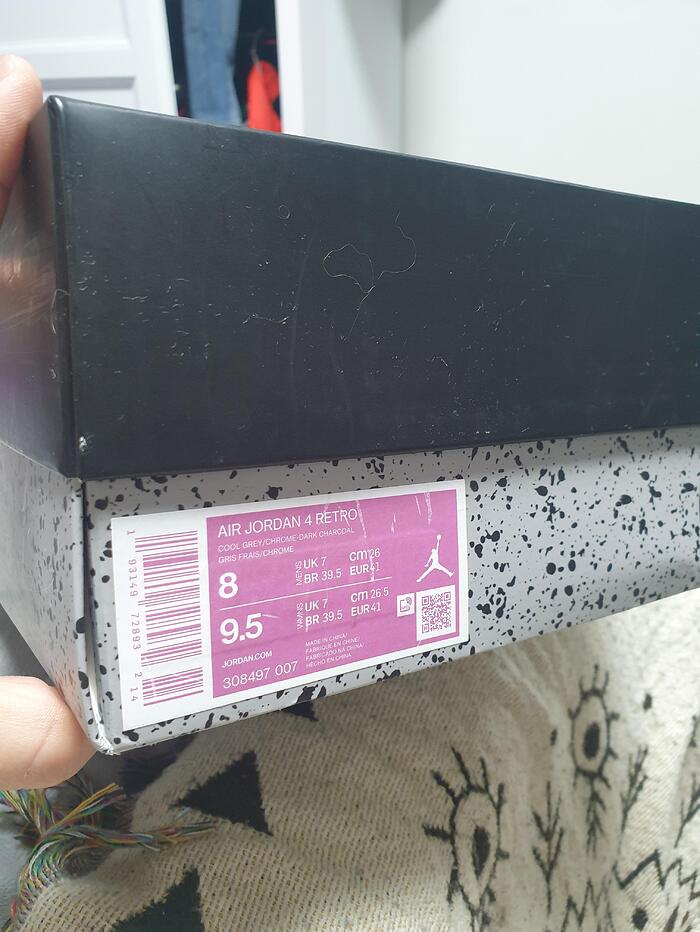 AIR JORDAN 4 RETRO
COOL GREY/CHROME-DARK CHARCOAL
GRIS FRAIS/CHROME
8
MENS
UK 7
BR 39.5
cm 26
EUR 41
9.5
WMNS
UK 7
BR 39.5
cm 26.5
EUR 41
JORDAN.COM
308497 007
MADE IN CHINA/
FABRIQUÉ EN CHINE/
FABRICADO NA CHINA/
HECHO EN CHINA
1 93149 72893 2 14